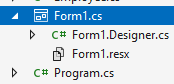 Form1.cs
C# Form1.Designer.cs
Form1.resx
C# Program.cs